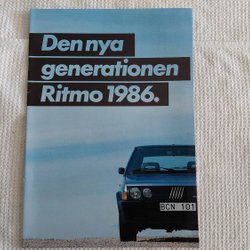 Den nya
generationen
Ritmo 1986.
BCN 101